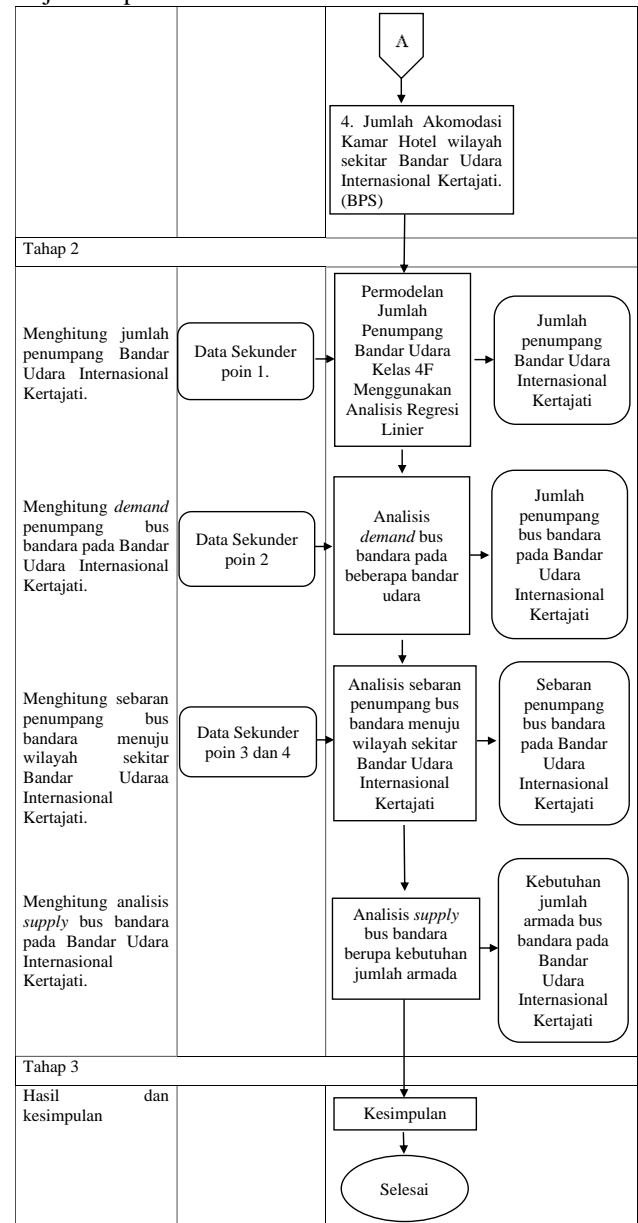 A
4. Jumlah Akomodasi
Kamar Hotel wilayah
sekitar Bandar Udara
Internasional Kertajati.
(BPS)
Tahap 2
Menghitung jumlah
penumpang Bandar
Udara Internasional
Kertajati.
Data Sekunder
poin 1.
Permodelan
Jumlah
Penumpang
Bandar Udara
Kelas 4F
Menggunakan
Analisis Regresi
Linier
Jumlah
penumpang
Bandar Udara
Internasional
Kertajati
Menghitung demand
penumpang bus
bandara pada Bandar
Udara Internasional
Kertajati.
Data Sekunder
poin 2
Analisis
demand bus
bandara pada
beberapa bandar
udara
Jumlah
penumpang
bus bandara
pada Bandar
Udara
Internasional
Kertajati
Menghitung sebaran
penumpang bus
bandara menuju
wilayah sekitar
Bandar Udaraa
Internasional
Kertajati.
Data Sekunder
poin 3 dan 4
Analisis sebaran
penumpang bus
bandara menuju
wilayah sekitar
Bandar Udara
Internasional
Kertajati
Sebaran
penumpang
bus bandara
pada Bandar
Udara
Internasional
Kertajati
Menghitung analisis
supply bus bandara
pada Bandar Udara
Internasional
Kertajati.
Analisis supply
bus bandara
berupa kebutuhan
jumlah armada
Kebutuhan
jumlah
armada bus
bandara pada
Bandar
Udara
Internasional
Kertajati
Tahap 3
Hasil dan
kesimpulan
Kesimpulan
Selesai